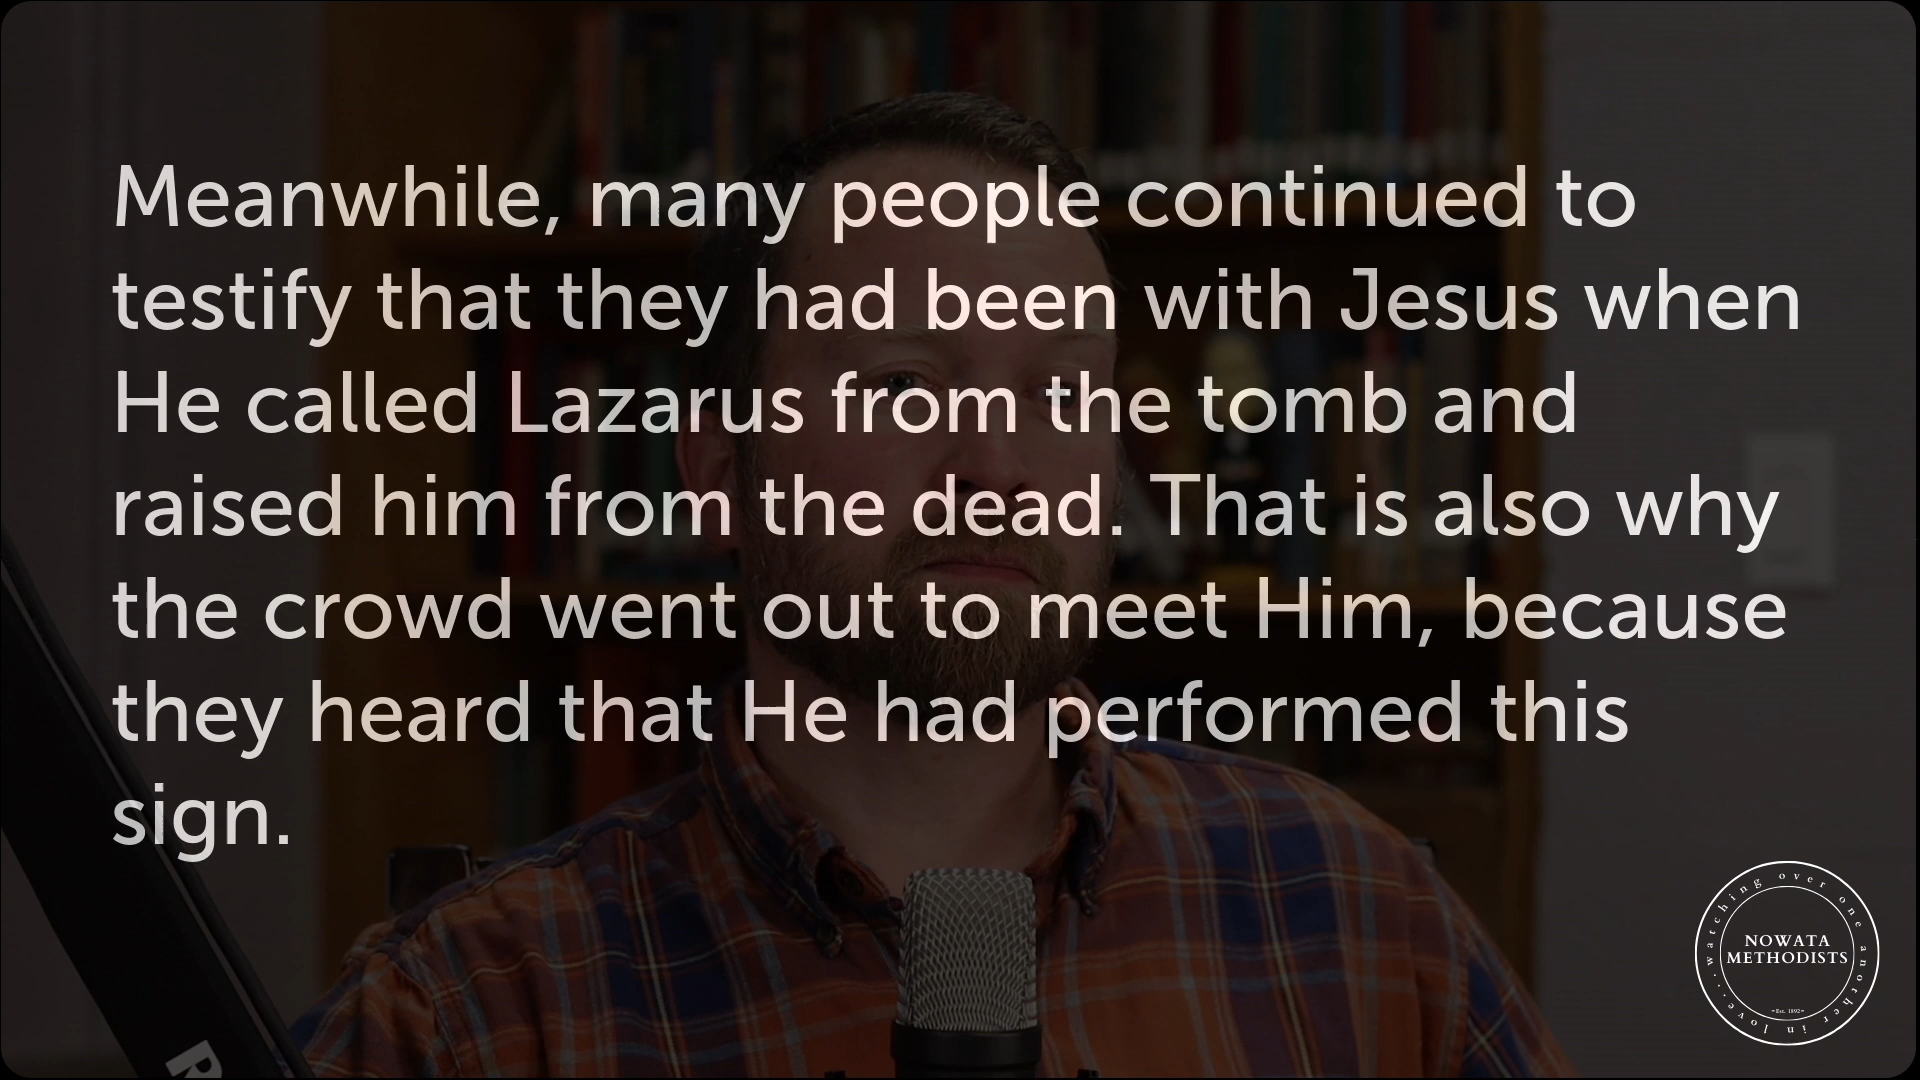 Meanwhile, many people continued to
testify that they had been with Jesus when
He called Lazarus from the tomb and
raised him from the dead. That is also why
the crowd went out to meet Him, because
they heard that He had performed this
sign.
watching over one another in love...
NOWATA
METHODISTS
~Est. 1892~
R